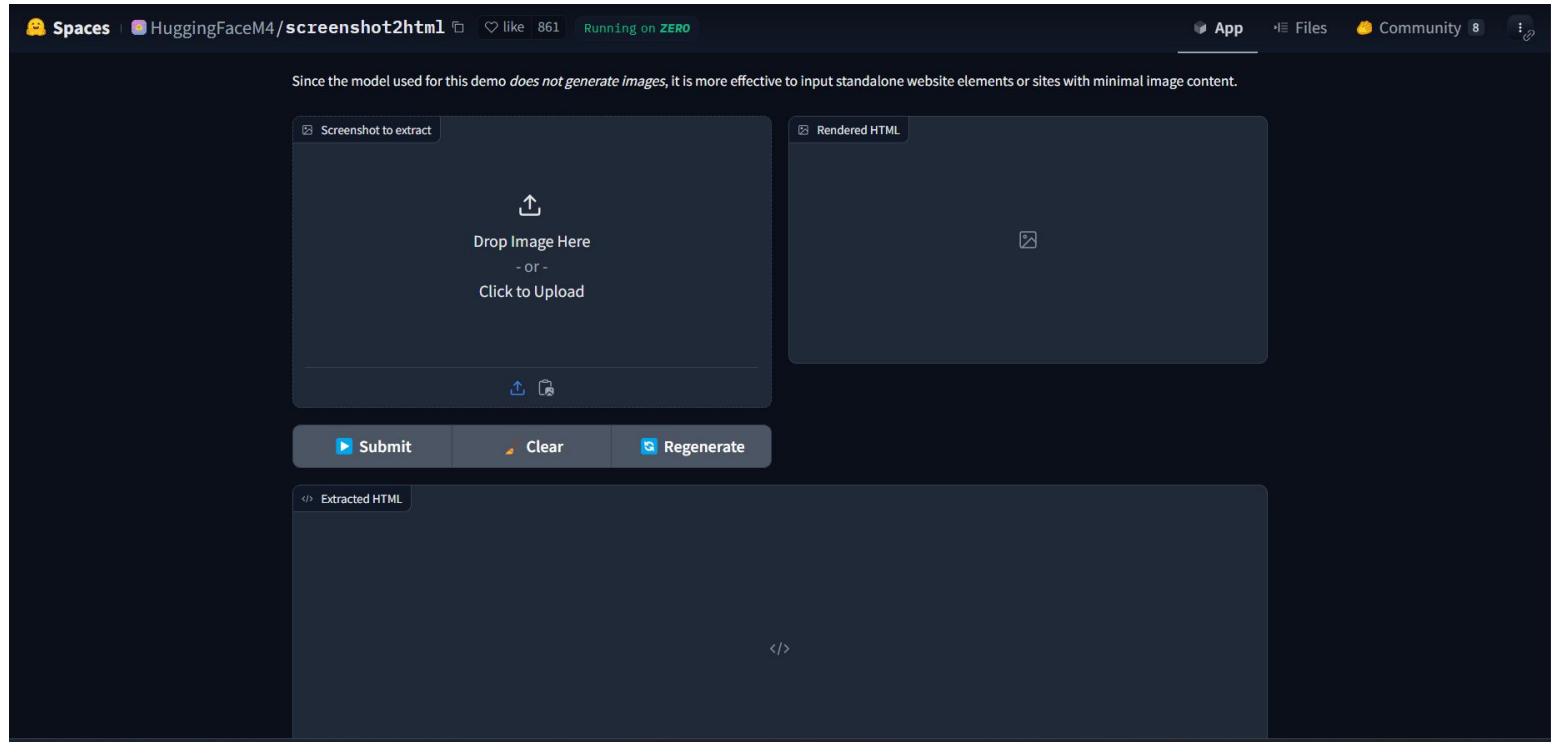 Spaces HuggingFaceM4/screenshot2html like 861 Running on ZERO App Files Community 8
Since the model used for this demo does not generate images, it is more effective to input standalone website elements or sites with minimal image content.
Screenshot to extract
Drop Image Here
- or -
Click to Upload
Rendered HTML
Submit Clear Regenerate
</> Extracted HTML
</>